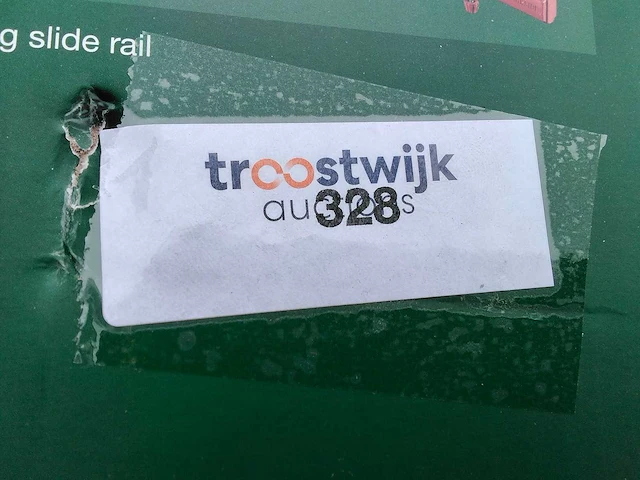 g slide rail
troostwijk
328